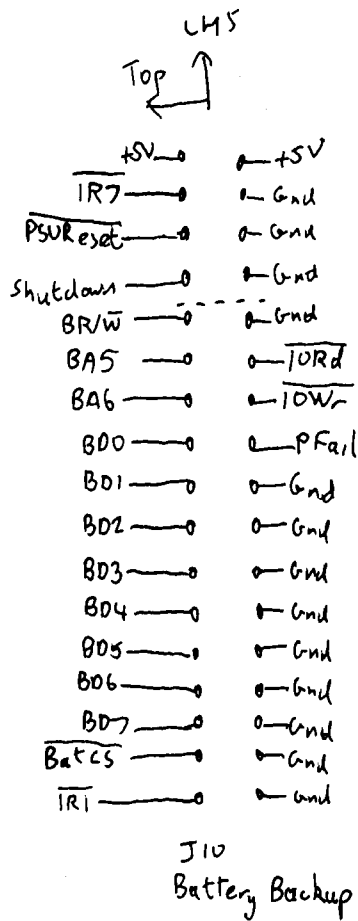 LH5
Top
+5V +5V
IR7 Gnd
PSUReset Gnd
Shutdown Gnd
BR/W Gnd
BA5 IORd
BA6 IOWr
BD0 PFail
BD1 Gnd
BD2 Gnd
BD3 Gnd
BD4 Gnd
BD5 Gnd
BD6 Gnd
BD7 Gnd
BatCS Gnd
IR1 Gnd
J10
Battery Backup